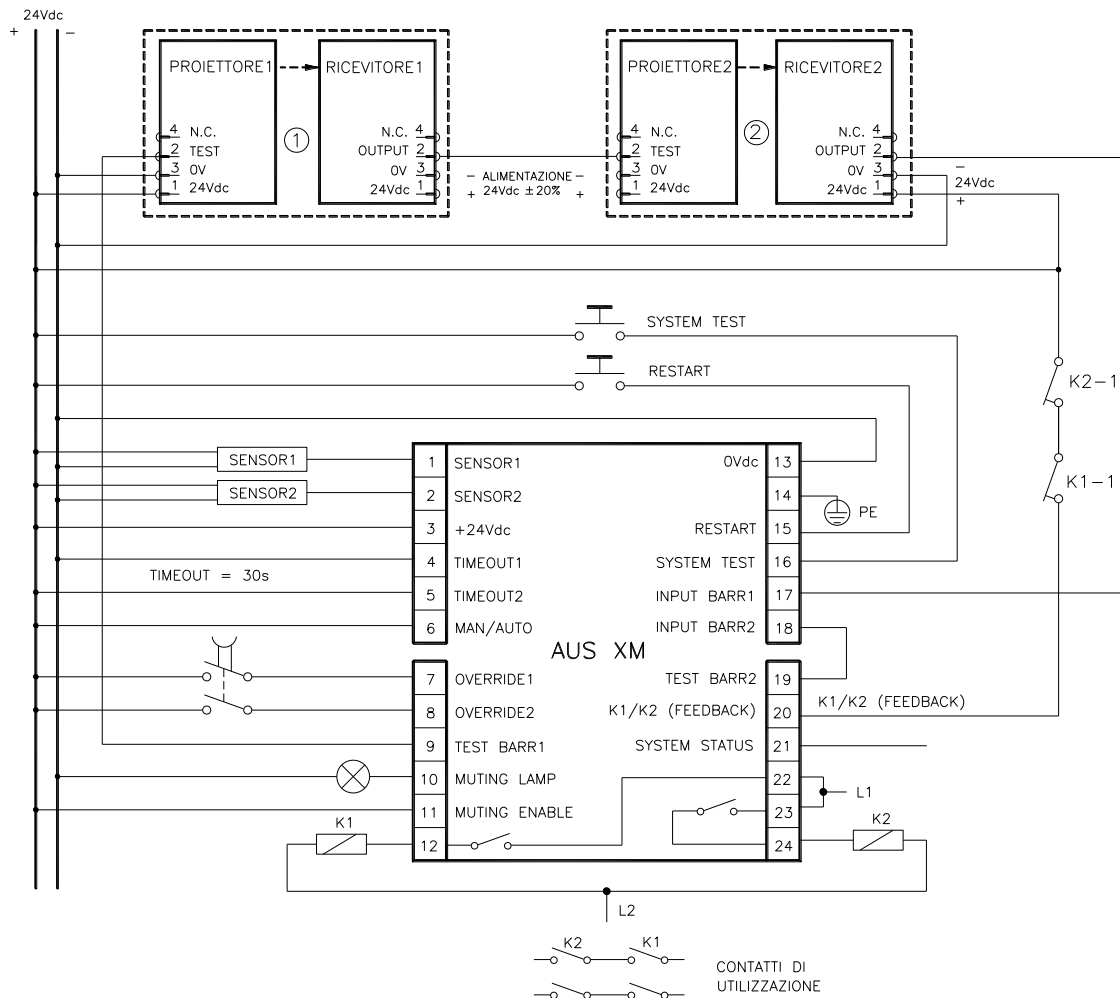 24Vdc
+ −
PROIETTORE1 RICEVITORE1
4 N.C.
2 TEST
3 0V
1 24Vdc
1
N.C. 4
OUTPUT 2
0V 3
24Vdc 1
− ALIMENTAZIONE −
+ 24Vdc ±20% +
PROIETTORE2 RICEVITORE2
4 N.C.
2 TEST
3 0V
1 24Vdc
2
N.C. 4
OUTPUT 2
0V 3
24Vdc 1
−
24Vdc
+
SYSTEM TEST
RESTART
K2-1
K1-1
SENSOR1
SENSOR2
TIMEOUT = 30s
1 SENSOR1
2 SENSOR2
3 +24Vdc
4 TIMEOUT1
5 TIMEOUT2
6 MAN/AUTO
7 OVERRIDE1
8 OVERRIDE2
9 TEST BARR1
10 MUTING LAMP
11 MUTING ENABLE
12
AUS XM
0Vdc 13
14 PE
RESTART 15
SYSTEM TEST 16
INPUT BARR1 17
INPUT BARR2 18
TEST BARR2 19
K1/K2 (FEEDBACK) 20 K1/K2 (FEEDBACK)
SYSTEM STATUS 21
22
23
24
L1
K1
K2
L2
K2 K1
CONTATTI DI
UTILIZZAZIONE